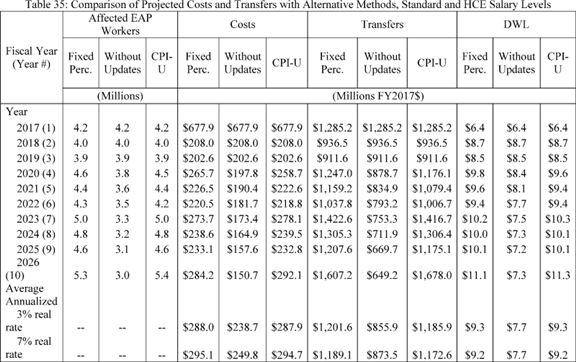 Table 35: Comparison of Projected Costs and Transfers with Alternative Methods, Standard and HCE Salary Levels
Fiscal Year (Year #) Affected EAP Workers Costs Transfers DWL
Fixed Perc. Without Updates CPI-U Fixed Perc. Without Updates CPI-U Fixed Perc. Without Updates CPI-U Fixed Perc. Without Updates CPI-U
(Millions) (Millions FY2017$)
Year
2017 (1) 4.2 4.2 4.2 $677.9 $677.9 $677.9 $1,285.2 $1,285.2 $1,285.2 $6.4 $6.4 $6.4
2018 (2) 4.0 4.0 4.0 $208.0 $208.0 $208.0 $936.5 $936.5 $936.5 $8.7 $8.7 $8.7
2019 (3) 3.9 3.9 3.9 $202.6 $202.6 $202.6 $911.6 $911.6 $911.6 $8.5 $8.5 $8.5
2020 (4) 4.6 3.8 4.5 $265.7 $197.8 $258.7 $1,247.0 $878.7 $1,176.1 $9.8 $8.4 $9.6
2021 (5) 4.4 3.6 4.4 $226.5 $190.4 $222.6 $1,159.2 $834.9 $1,079.4 $9.6 $8.1 $9.4
2022 (6) 4.3 3.5 4.2 $220.5 $181.7 $218.8 $1,037.8 $793.2 $1,006.7 $9.4 $7.7 $9.4
2023 (7) 5.0 3.3 5.0 $273.7 $173.4 $278.1 $1,422.6 $753.3 $1,416.7 $10.2 $7.5 $10.3
2024 (8) 4.8 3.2 4.8 $238.6 $164.9 $239.5 $1,305.3 $711.9 $1,306.4 $10.0 $7.3 $10.1
2025 (9) 4.6 3.1 4.6 $233.1 $157.6 $232.8 $1,207.6 $669.7 $1,175.1 $10.1 $7.2 $10.1
2026
(10) 5.3 3.0 5.4 $284.2 $150.7 $292.1 $1,607.2 $649.2 $1,678.0 $11.1 $7.3 $11.3
Average
Annualized
3% real
rate -- -- -- $288.0 $238.7 $287.9 $1,201.6 $855.9 $1,185.9 $9.3 $7.7 $9.3
7% real
rate -- -- -- $295.1 $249.8 $294.7 $1,189.1 $873.5 $1,172.6 $9.2 $7.7 $9.2